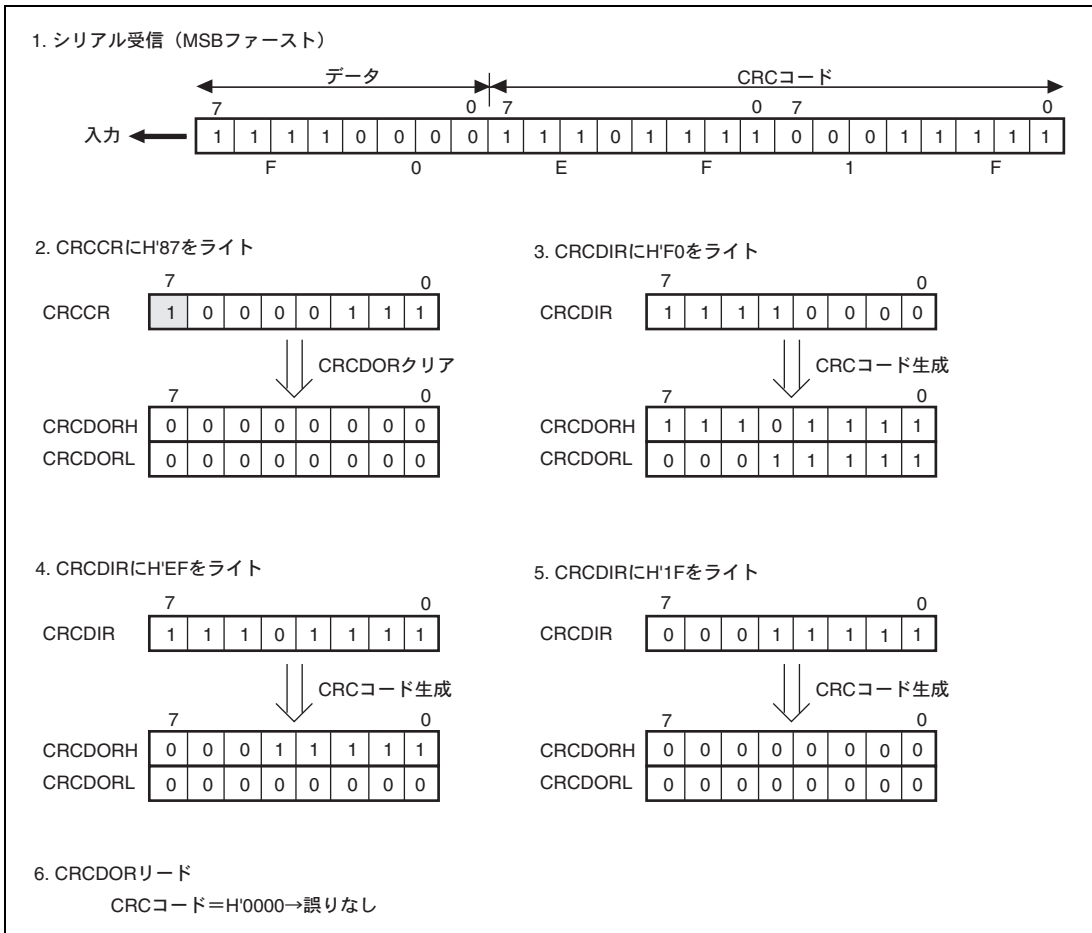 1. シリアル受信（MSBファースト）
データ CRCコード
7 0 7 0 7 0
入力 1 1 1 1 0 0 0 0 1 1 1 0 1 1 1 1 0 0 0 1 1 1 1 1
F 0 E F 1 F
2. CRCCRにH'87をライト
7 0
CRCCR 1 0 0 0 0 1 1 1
CRCDORクリア
7 0
CRCDORH 0 0 0 0 0 0 0 0
CRCDORL 0 0 0 0 0 0 0 0
3. CRCDIRにH'F0をライト
7 0
CRCDIR 1 1 1 1 0 0 0 0
CRCコード生成
7 0
CRCDORH 1 1 1 0 1 1 1 1
CRCDORL 0 0 0 1 1 1 1 1
4. CRCDIRにH'EFをライト
7 0
CRCDIR 1 1 1 0 1 1 1 1
CRCコード生成
7 0
CRCDORH 0 0 0 1 1 1 1 1
CRCDORL 0 0 0 0 0 0 0 0
5. CRCDIRにH'1Fをライト
7 0
CRCDIR 0 0 0 1 1 1 1 1
CRCコード生成
7 0
CRCDORH 0 0 0 0 0 0 0 0
CRCDORL 0 0 0 0 0 0 0 0
6. CRCDORリード
CRCコード＝H'0000→誤りなし